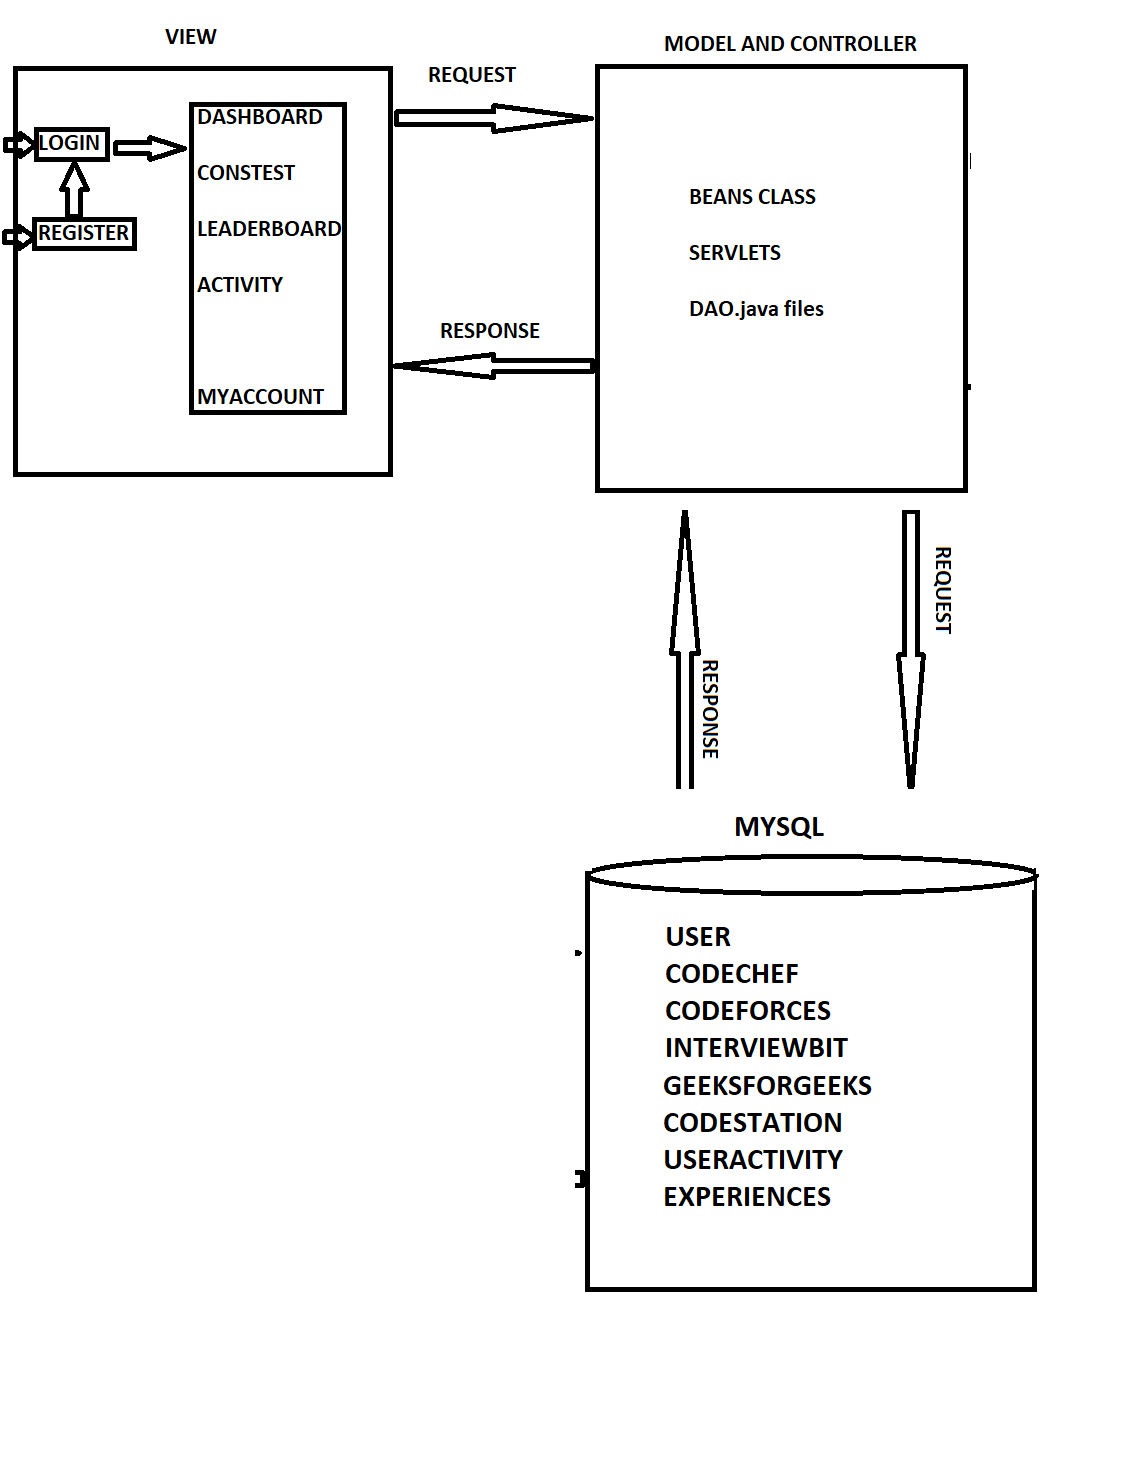 VIEW
LOGIN
REGISTER
DASHBOARD
CONSTEST
LEADERBOARD
ACTIVITY
MYACCOUNT
REQUEST
RESPONSE
MODEL AND CONTROLLER
BEANS CLASS
SERVLETS
DAO.java files
RESPONSE
REQUEST
MYSQL
USER
CODECHEF
CODEFORCES
INTERVIEWBIT
GEEKSFORGEEKS
CODESTATION
USERACTIVITY
EXPERIENCES